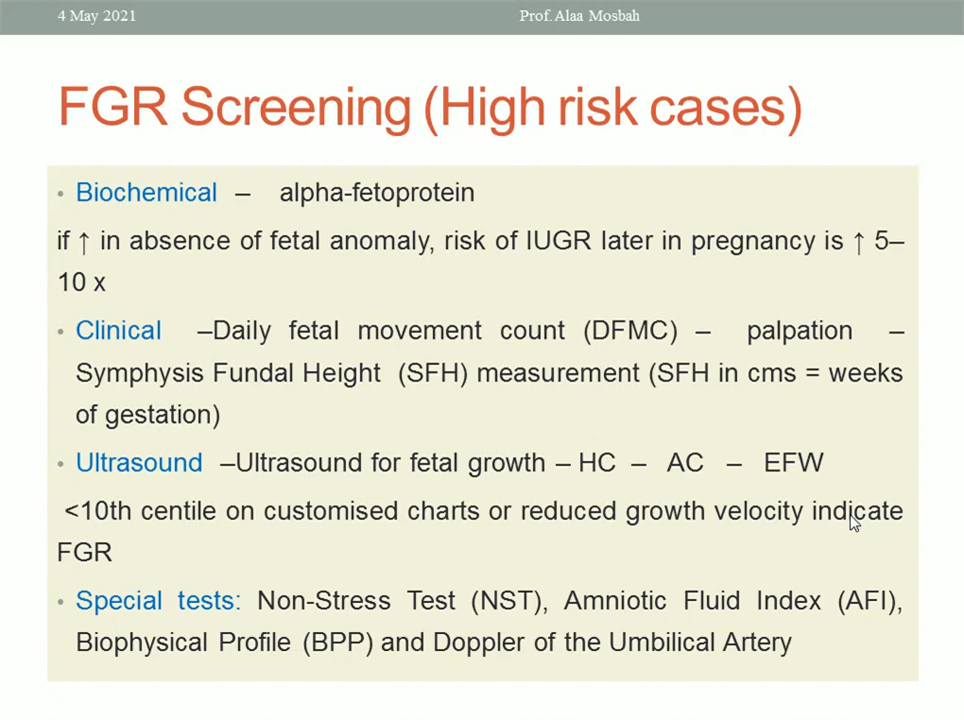 4 May 2021 Prof.Alaa Mosbah
FGR Screening (High risk cases)
• Biochemical – alpha-fetoprotein
if ↑ in absence of fetal anomaly, risk of IUGR later in pregnancy is ↑ 5–
10 x
• Clinical –Daily fetal movement count (DFMC) – palpation –
Symphysis Fundal Height (SFH) measurement (SFH in cms = weeks
of gestation)
• Ultrasound –Ultrasound for fetal growth – HC – AC – EFW
<10th centile on customised charts or reduced growth velocity indicate
FGR
• Special tests: Non-Stress Test (NST), Amniotic Fluid Index (AFI),
Biophysical Profile (BPP) and Doppler of the Umbilical Artery